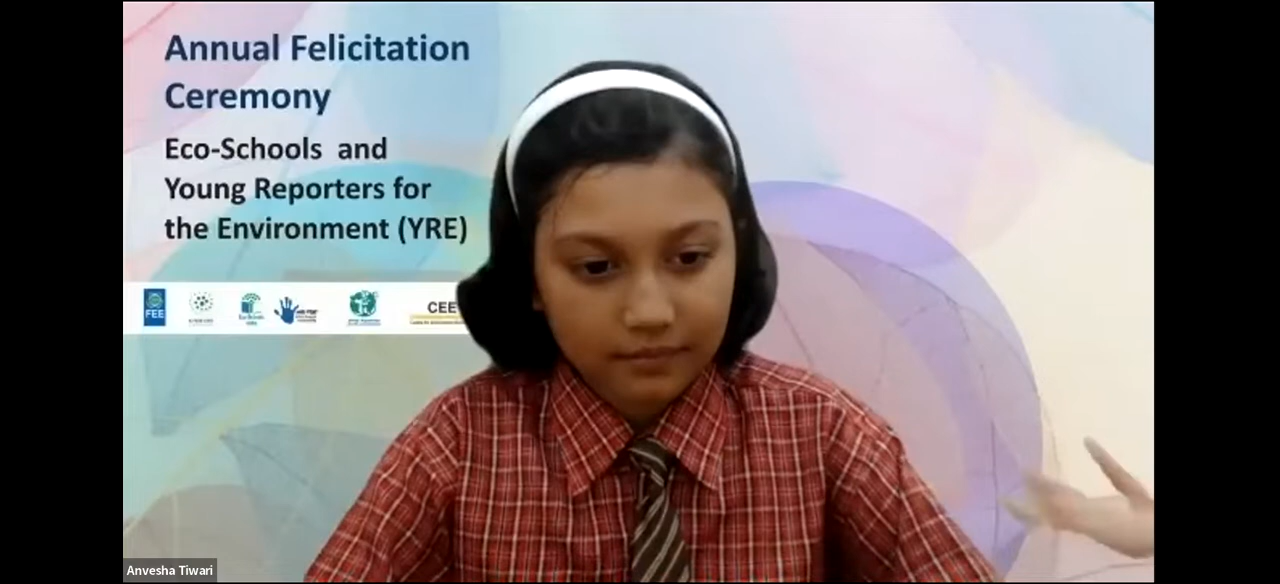 Annual Felicitation
Ceremony
Eco-Schools and
Young Reporters for
the Environment (YRE)
FEE
CEE
Anvesha Tiwari